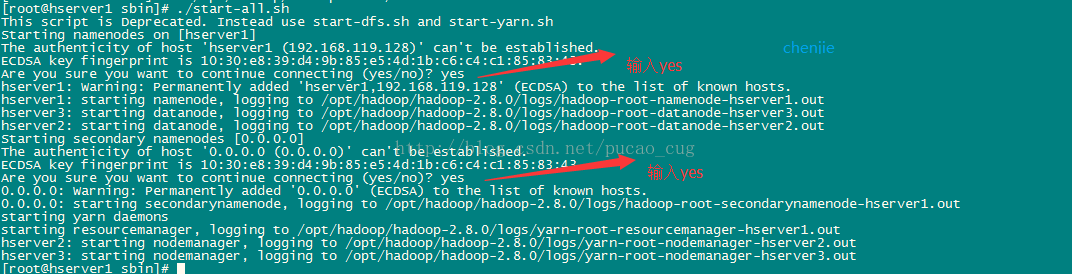 [root@hserver1 sbin]# ./start-all.sh
This script is Deprecated. Instead use start-dfs.sh and start-yarn.sh
Starting namenodes on [hserver1]
The authenticity of host 'hserver1 (192.168.119.128)' can't be established.
chenjie
ECDSA key fingerprint is 10:30:e8:39:d4:9b:85:e5:4d:1b:c6:c4:c1:85:83:43.
输入yes
Are you sure you want to continue connecting (yes/no)? yes
hserver1: Warning: Permanently added 'hserver1,192.168.119.128' (ECDSA) to the list of known hosts.
hserver1: starting namenode, logging to /opt/hadoop/hadoop-2.8.0/logs/hadoop-root-namenode-hserver1.out
hserver3: starting datanode, logging to /opt/hadoop/hadoop-2.8.0/logs/hadoop-root-datanode-hserver3.out
hserver2: starting datanode, logging to /opt/hadoop/hadoop-2.8.0/logs/hadoop-root-datanode-hserver2.out
Starting secondary namenodes [0.0.0.0]
http://blog.csdn.net/pucao_cug
The authenticity of host '0.0.0.0 (0.0.0.0)' can't be established.
ECDSA key fingerprint is 10:30:e8:39:d4:9b:85:e5:4d:1b:c6:c4:c1:85:83:43.
输入yes
Are you sure you want to continue connecting (yes/no)? yes
0.0.0.0: Warning: Permanently added '0.0.0.0' (ECDSA) to the list of known hosts.
0.0.0.0: starting secondarynamenode, logging to /opt/hadoop/hadoop-2.8.0/logs/hadoop-root-secondarynamenode-hserver1.out
starting yarn daemons
starting resourcemanager, logging to /opt/hadoop/hadoop-2.8.0/logs/yarn-root-resourcemanager-hserver1.out
hserver2: starting nodemanager, logging to /opt/hadoop/hadoop-2.8.0/logs/yarn-root-nodemanager-hserver2.out
hserver3: starting nodemanager, logging to /opt/hadoop/hadoop-2.8.0/logs/yarn-root-nodemanager-hserver3.out
[root@hserver1 sbin]#